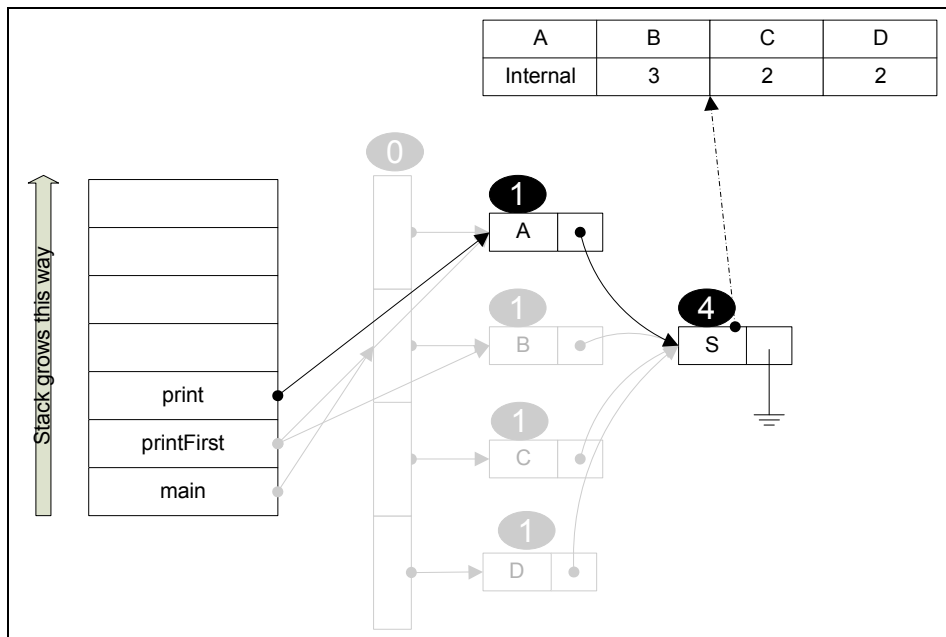 A B C D
Internal 3 2 2
0
1
A
1
B
4
S
Stack grows this way
print
printFirst
main
1
C
1
D